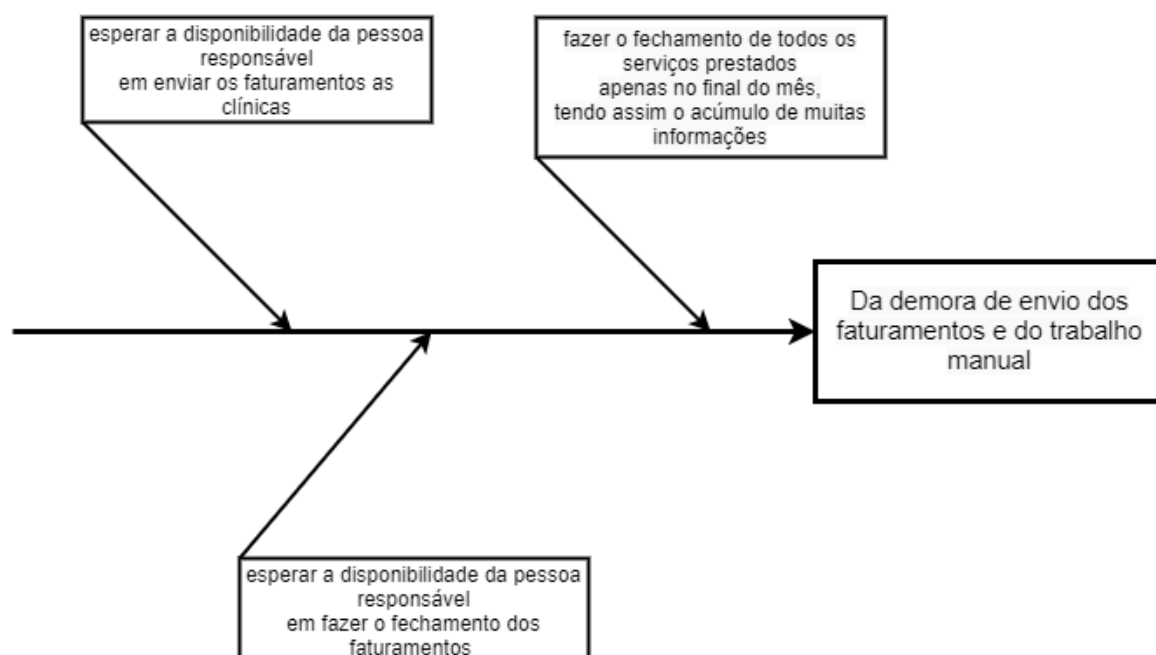 esperar a disponibilidade da pessoa
responsável
em enviar os faturamentos as
clínicas
fazer o fechamento de todos os
serviços prestados
apenas no final do mês,
tendo assim o acúmulo de muitas
informações
Da demora de envio dos
faturamentos e do trabalho
manual
esperar a disponibilidade da pessoa
responsável
em fazer o fechamento dos
faturamentos